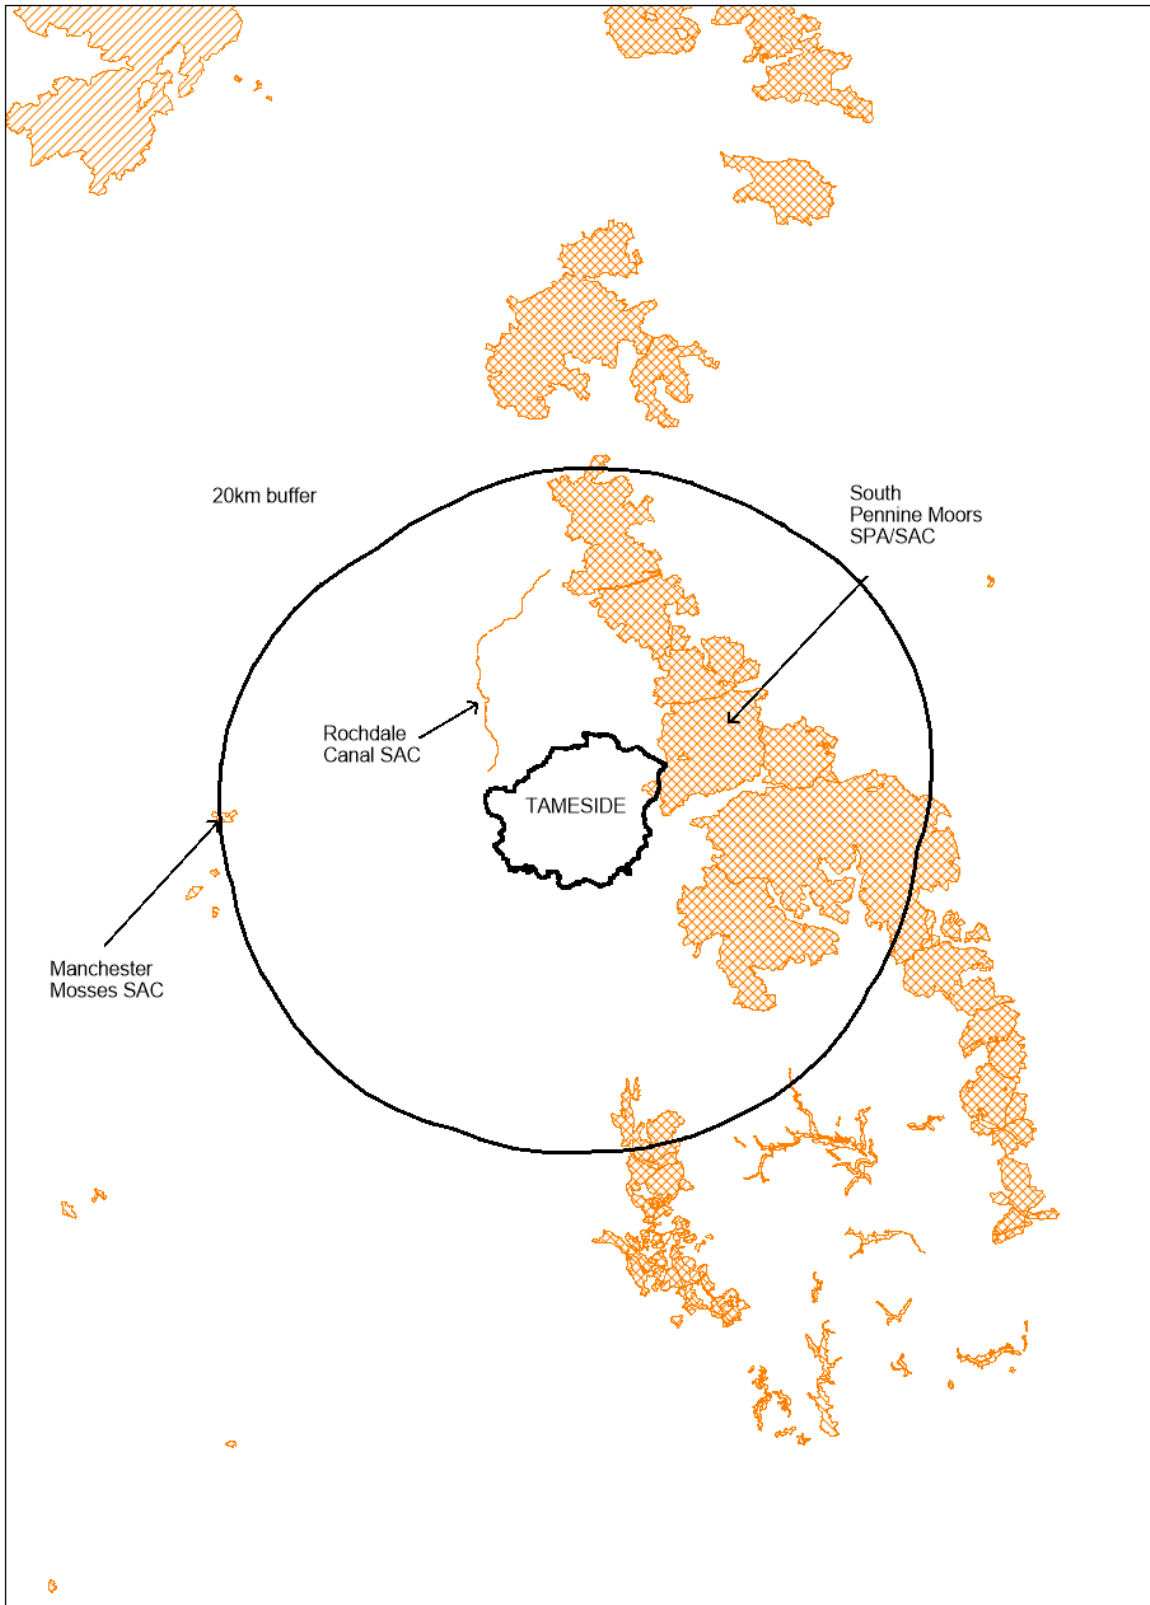 20km buffer
South
Pennine Moors
SPA/SAC
Rochdale
Canal SAC
TAMESIDE
Manchester
Mosses SAC